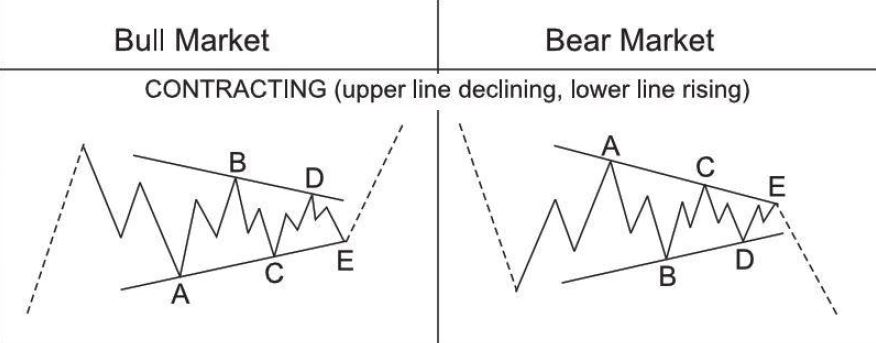 Bull Market
Bear Market
CONTRACTING (upper line declining, lower line rising)
B
D
A
C
E
A
C
E
B
D